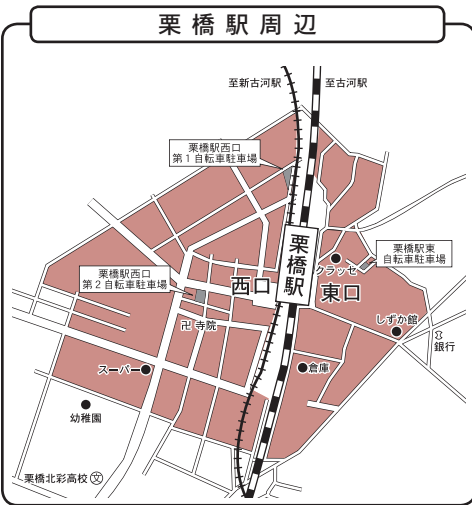 栗橋駅周辺
至新古河駅
至古河駅
栗橋駅西口
第1自転車駐車場
栗橋駅
クラッセ
栗橋駅東
自転車駐車場
栗橋駅西口
第2自転車駐車場
西口
東口
卍 寺院
しずか館
銀行
スーパー
倉庫
幼稚園
栗橋北彩高校 文